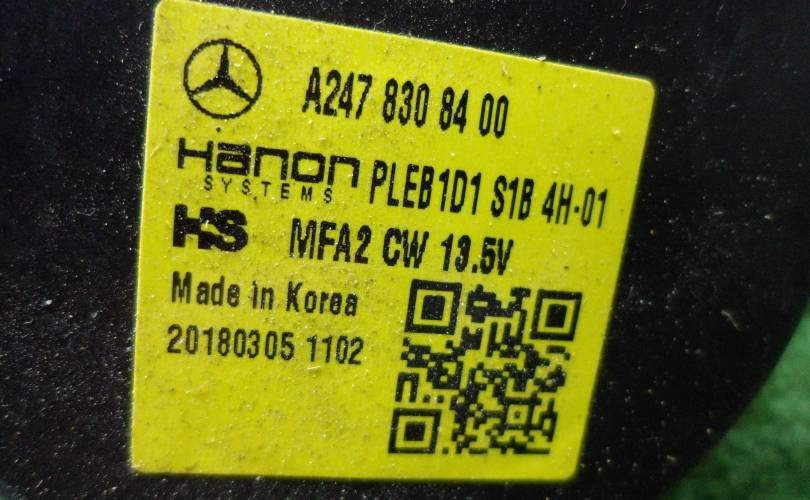 A247 830 84 00
Hanon
SYSTEMS
PLEB1D1 S1B 4H-01
HS MFA2 CW 13.5V
Made in Korea
20180305 1102